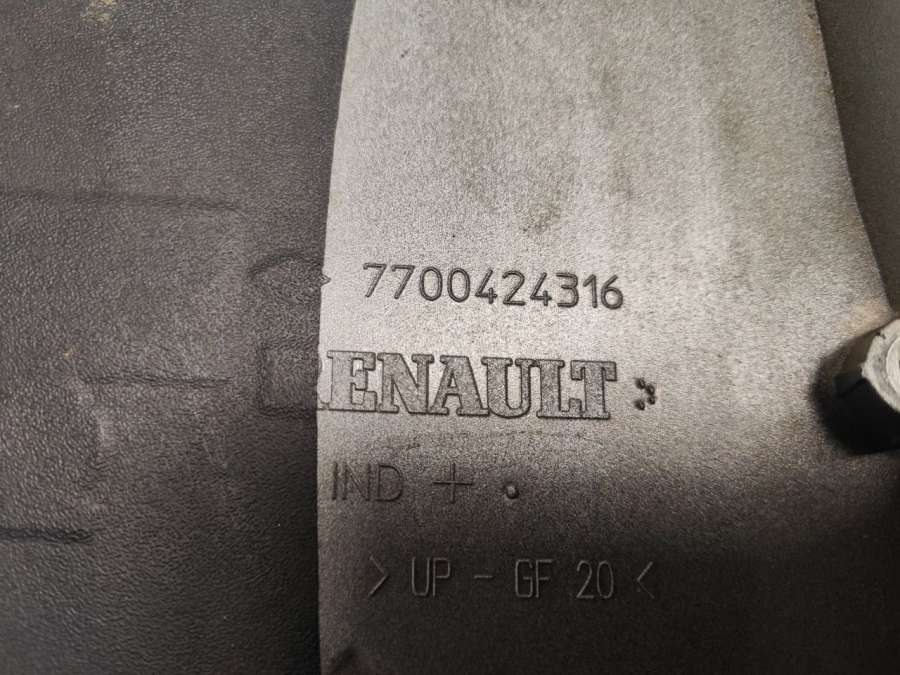 7700424316
RENAULT
IND + .
> UP - GF 20 <